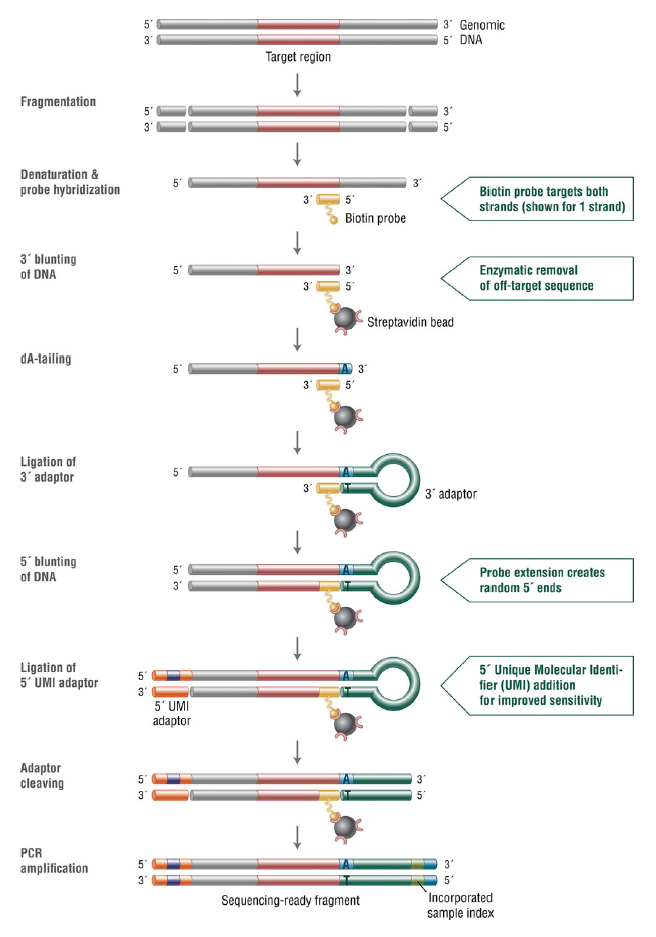 5´ 3´ Genomic
3´ 5´ DNA
Target region
Fragmentation
5´ 3´
3´ 5´
Denaturation &
probe hybridization
5´ 3´
3´ 5´
Biotin probe
Biotin probe targets both
strands (shown for 1 strand)
3´ blunting
of DNA
5´ 3´
3´ 5´
Streptavidin bead
Enzymatic removal
of off-target sequence
dA-tailing
5´ A 3´
3´ 5´
Ligation of
3´ adaptor
5´ A
3´ T
3´ adaptor
5´ blunting
of DNA
5´ A
3´ T
Probe extension creates
random 5´ ends
Ligation of
5´ UMI adaptor
5´ A
3´ T
5´ UMI
adaptor
5´ Unique Molecular Identi-
fier (UMI) addition
for improved sensitivity
Adaptor
cleaving
5´ A 3´
3´ T 5´
PCR
amplification
5´ A 3´
3´ T 5´
Sequencing-ready fragment
Incorporated
sample index